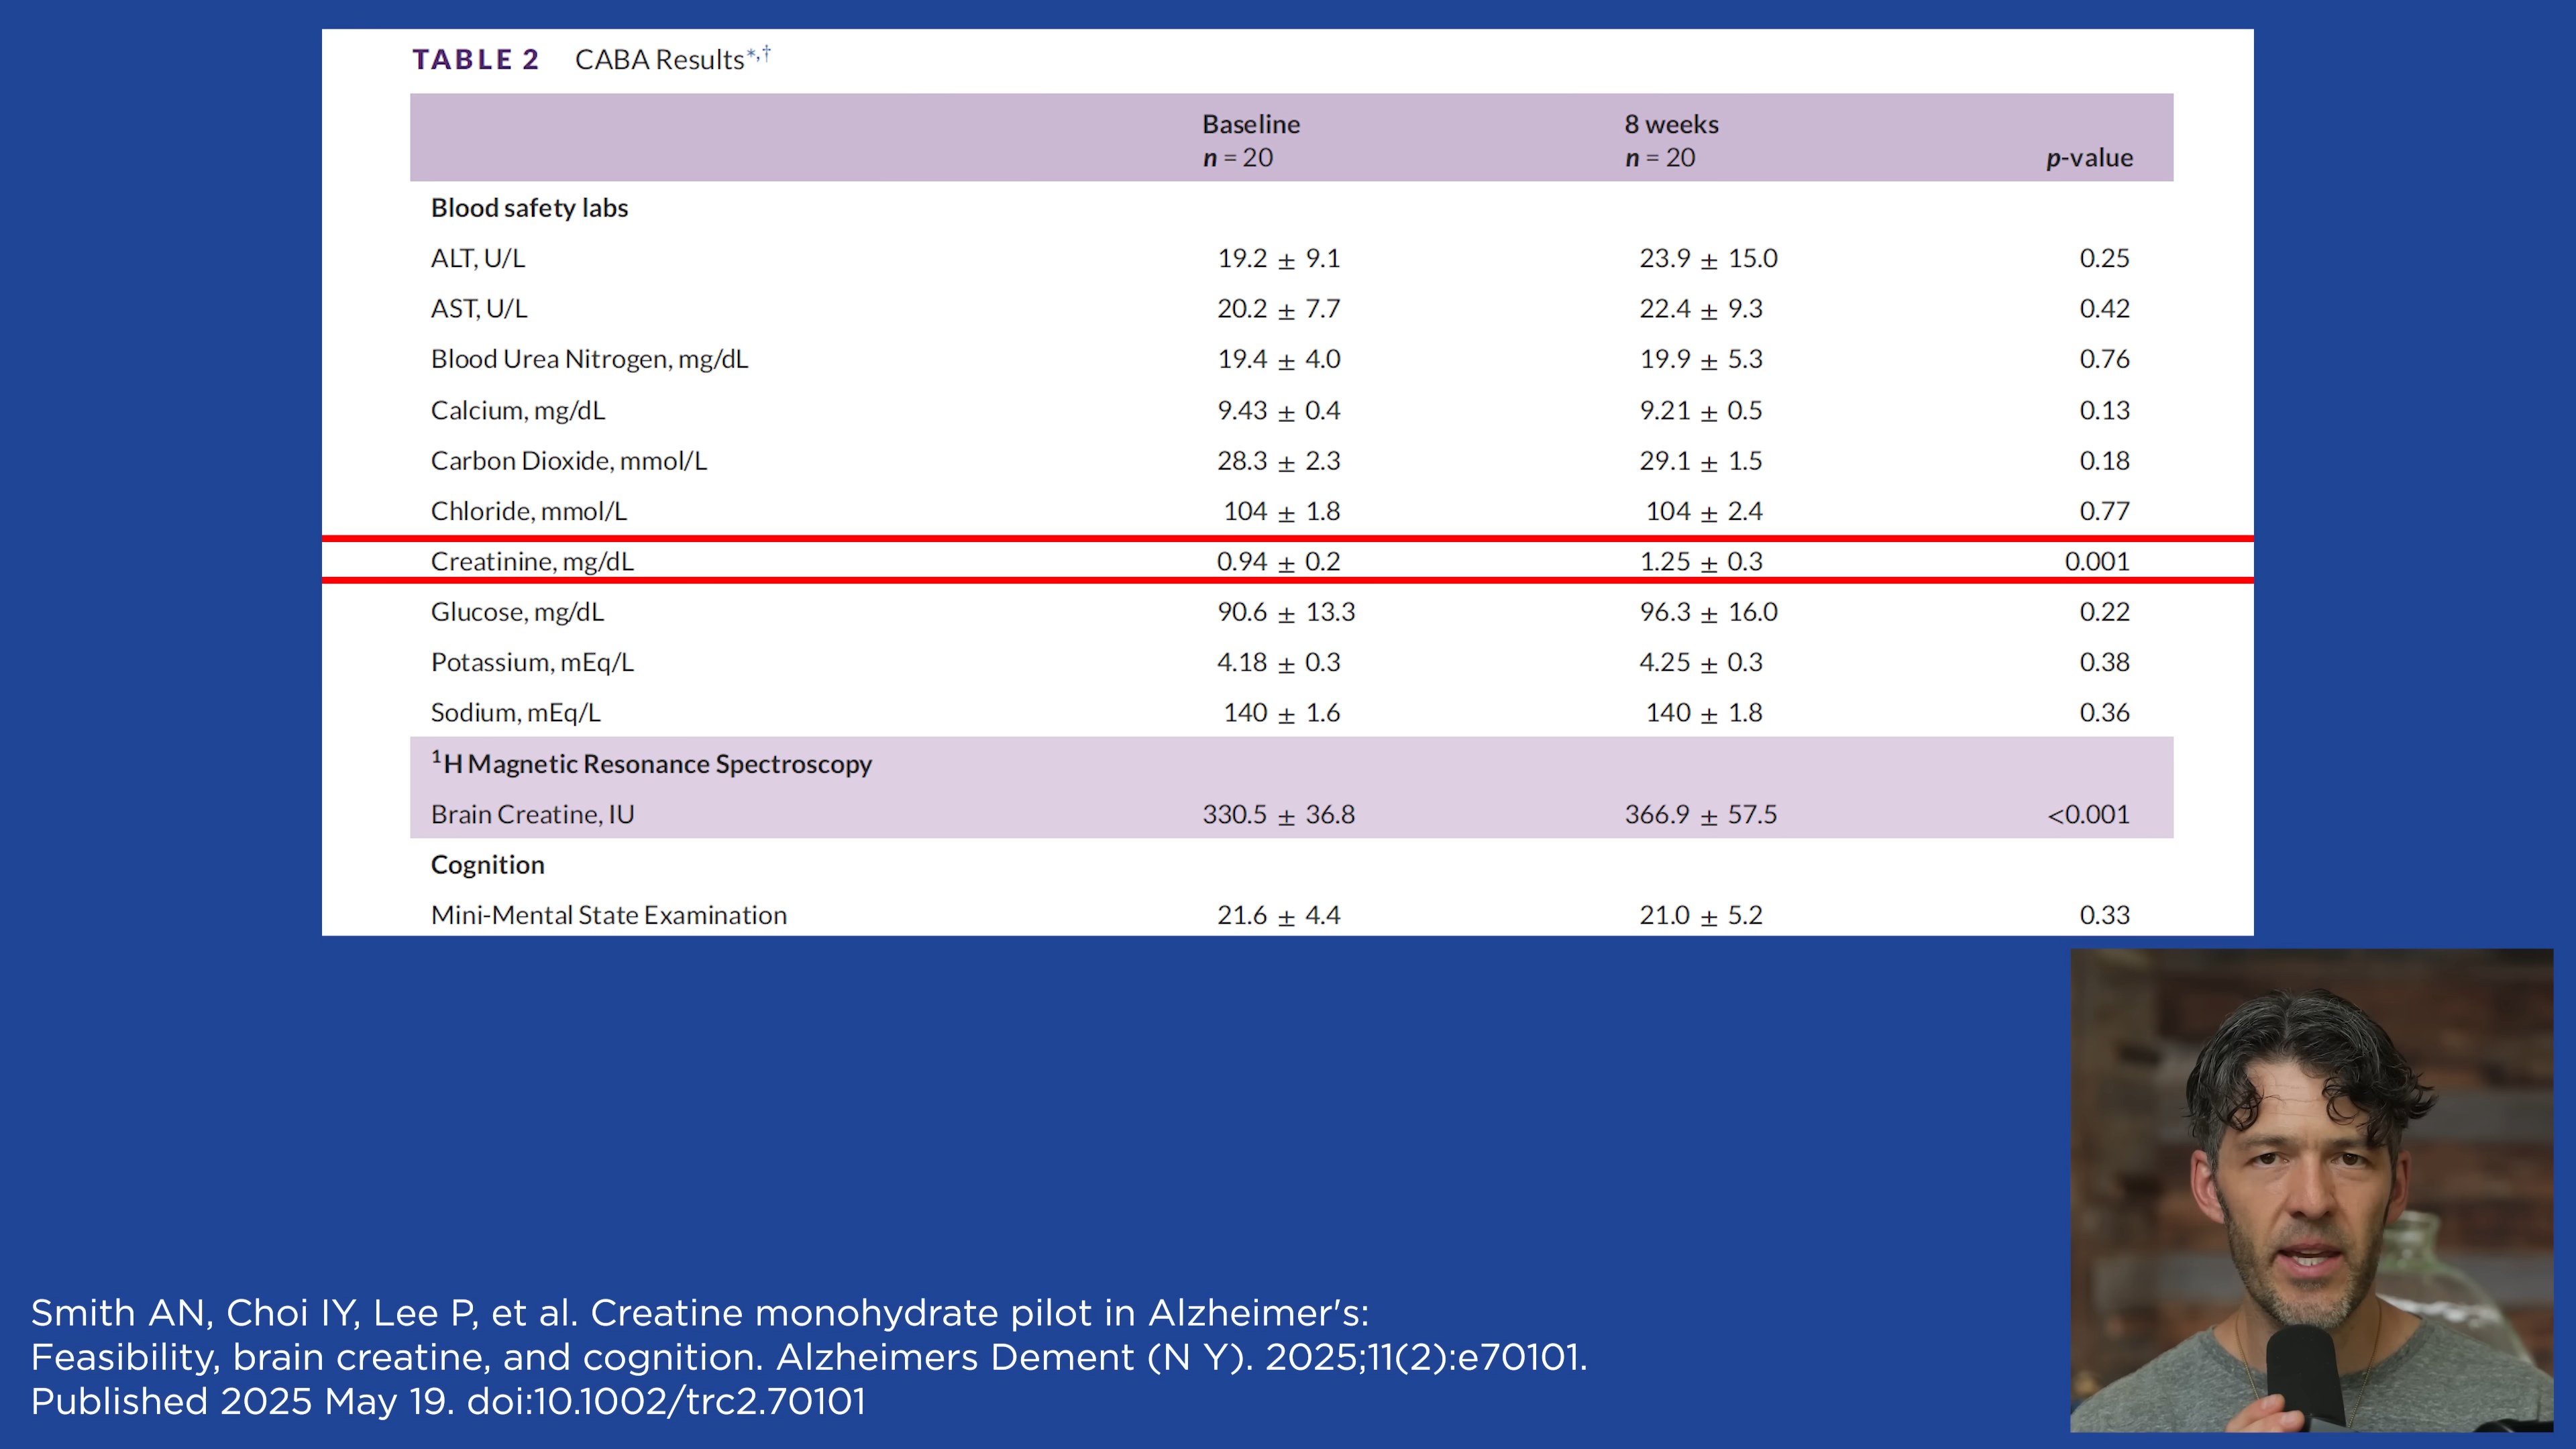 TABLE 2 CABA Results*,†
Baseline 8 weeks
n = 20 n = 20 p-value
Blood safety labs
ALT, U/L 19.2 ± 9.1 23.9 ± 15.0 0.25
AST, U/L 20.2 ± 7.7 22.4 ± 9.3 0.42
Blood Urea Nitrogen, mg/dL 19.4 ± 4.0 19.9 ± 5.3 0.76
Calcium, mg/dL 9.43 ± 0.4 9.21 ± 0.5 0.13
Carbon Dioxide, mmol/L 28.3 ± 2.3 29.1 ± 1.5 0.18
Chloride, mmol/L 104 ± 1.8 104 ± 2.4 0.77
Creatinine, mg/dL 0.94 ± 0.2 1.25 ± 0.3 0.001
Glucose, mg/dL 90.6 ± 13.3 96.3 ± 16.0 0.22
Potassium, mEq/L 4.18 ± 0.3 4.25 ± 0.3 0.38
Sodium, mEq/L 140 ± 1.6 140 ± 1.8 0.36
¹H Magnetic Resonance Spectroscopy
Brain Creatine, IU 330.5 ± 36.8 366.9 ± 57.5 <0.001
Cognition
Mini-Mental State Examination 21.6 ± 4.4 21.0 ± 5.2 0.33
Smith AN, Choi IY, Lee P, et al. Creatine monohydrate pilot in Alzheimer's:
Feasibility, brain creatine, and cognition. Alzheimers Dement (N Y). 2025;11(2):e70101.
Published 2025 May 19. doi:10.1002/trc2.70101